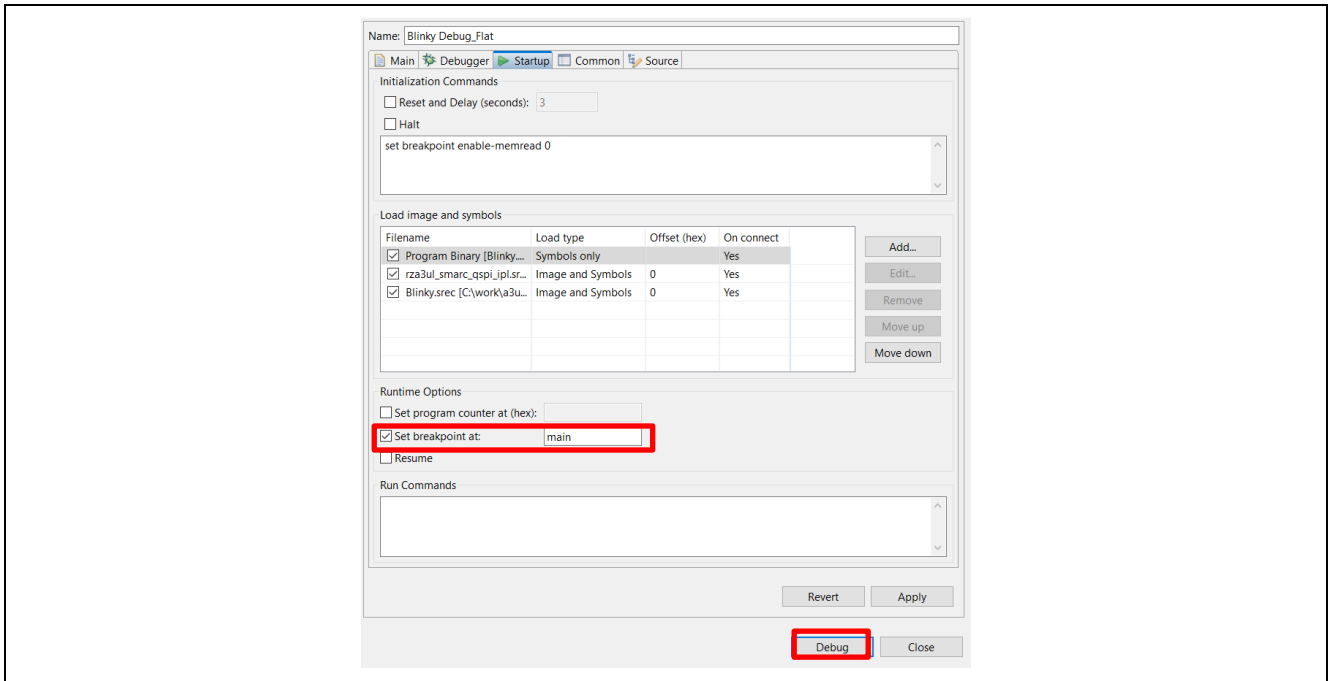 Name: Blinky Debug_Flat
Main Debugger Startup Common Source
Initialization Commands
Reset and Delay (seconds): 3
Halt
set breakpoint enable-memread 0
Load image and symbols
Filename Load type Offset (hex) On connect
Program Binary [Blinky.... Symbols only Yes
rza3ul_smarc_qspi_ipl.sr... Image and Symbols 0 Yes
Blinky.srec [C:\work\a3u... Image and Symbols 0 Yes
Add...
Edit...
Remove
Move up
Move down
Runtime Options
Set program counter at (hex):
Set breakpoint at: main
Resume
Run Commands
Revert Apply
Debug Close